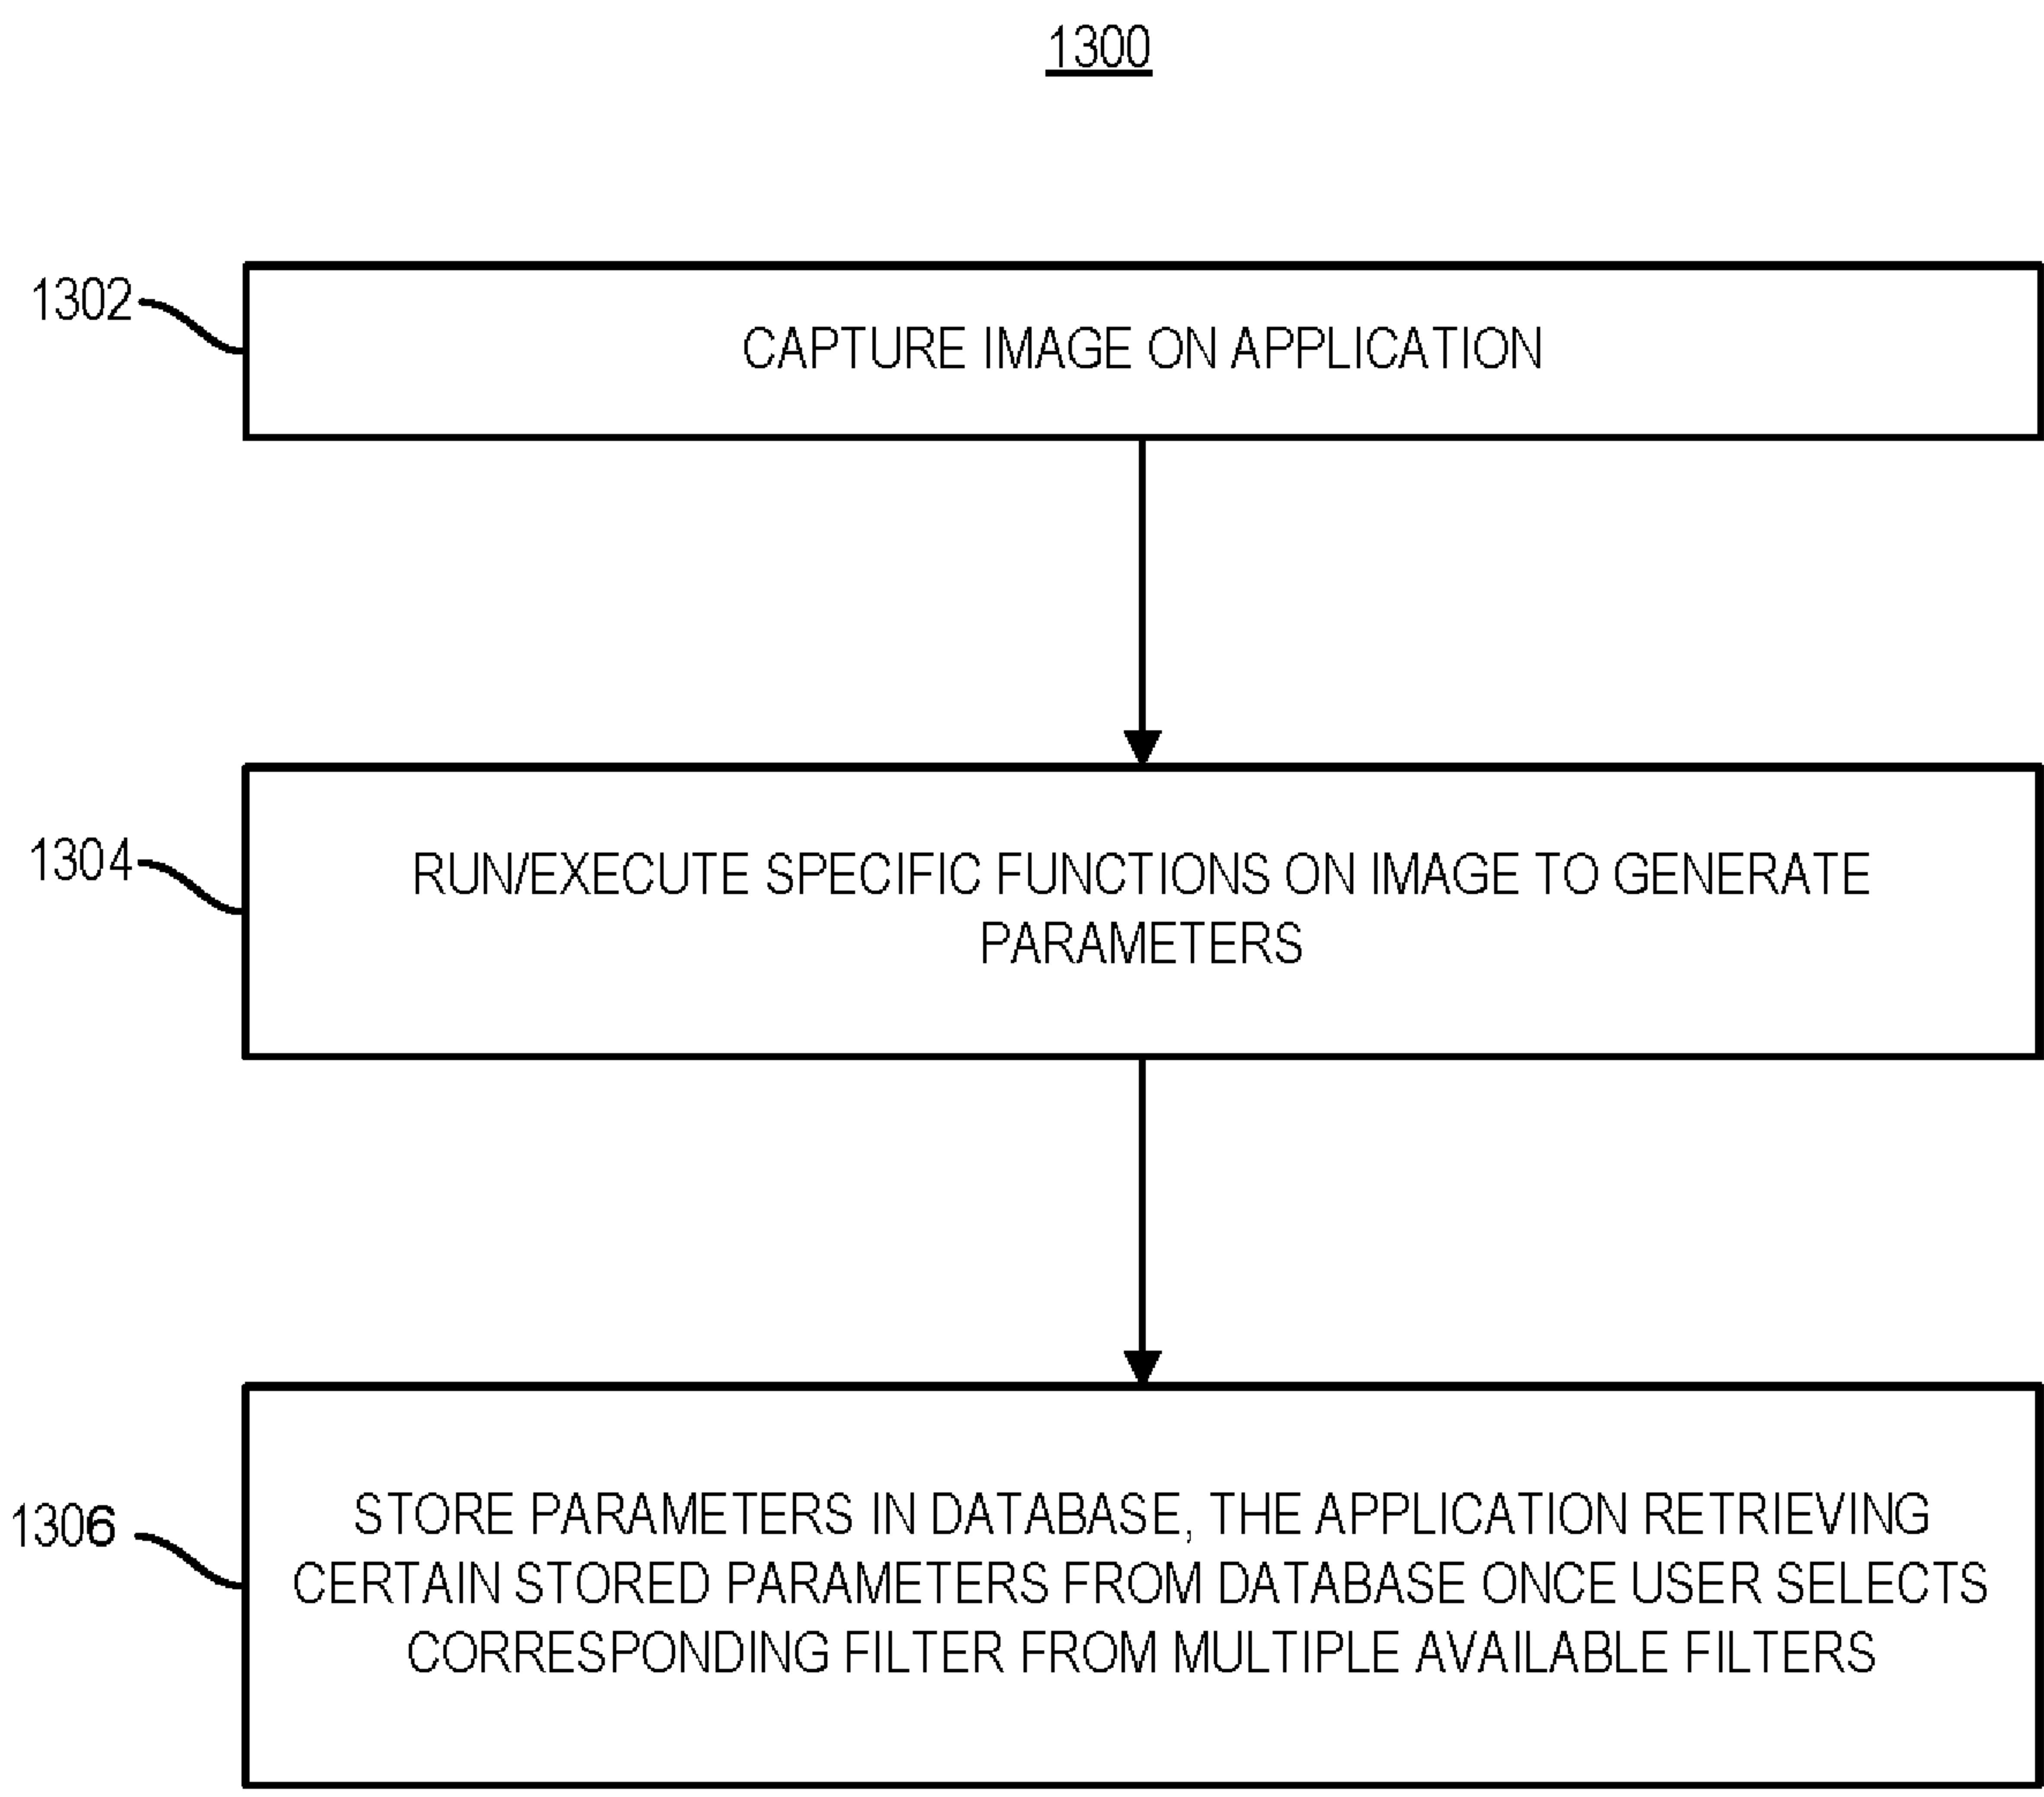 1300
1302
CAPTURE IMAGE ON APPLICATION
1304
RUN/EXECUTE SPECIFIC FUNCTIONS ON IMAGE TO GENERATE
PARAMETERS
1306
STORE PARAMETERS IN DATABASE, THE APPLICATION RETRIEVING
CERTAIN STORED PARAMETERS FROM DATABASE ONCE USER SELECTS
CORRESPONDING FILTER FROM MULTIPLE AVAILABLE FILTERS